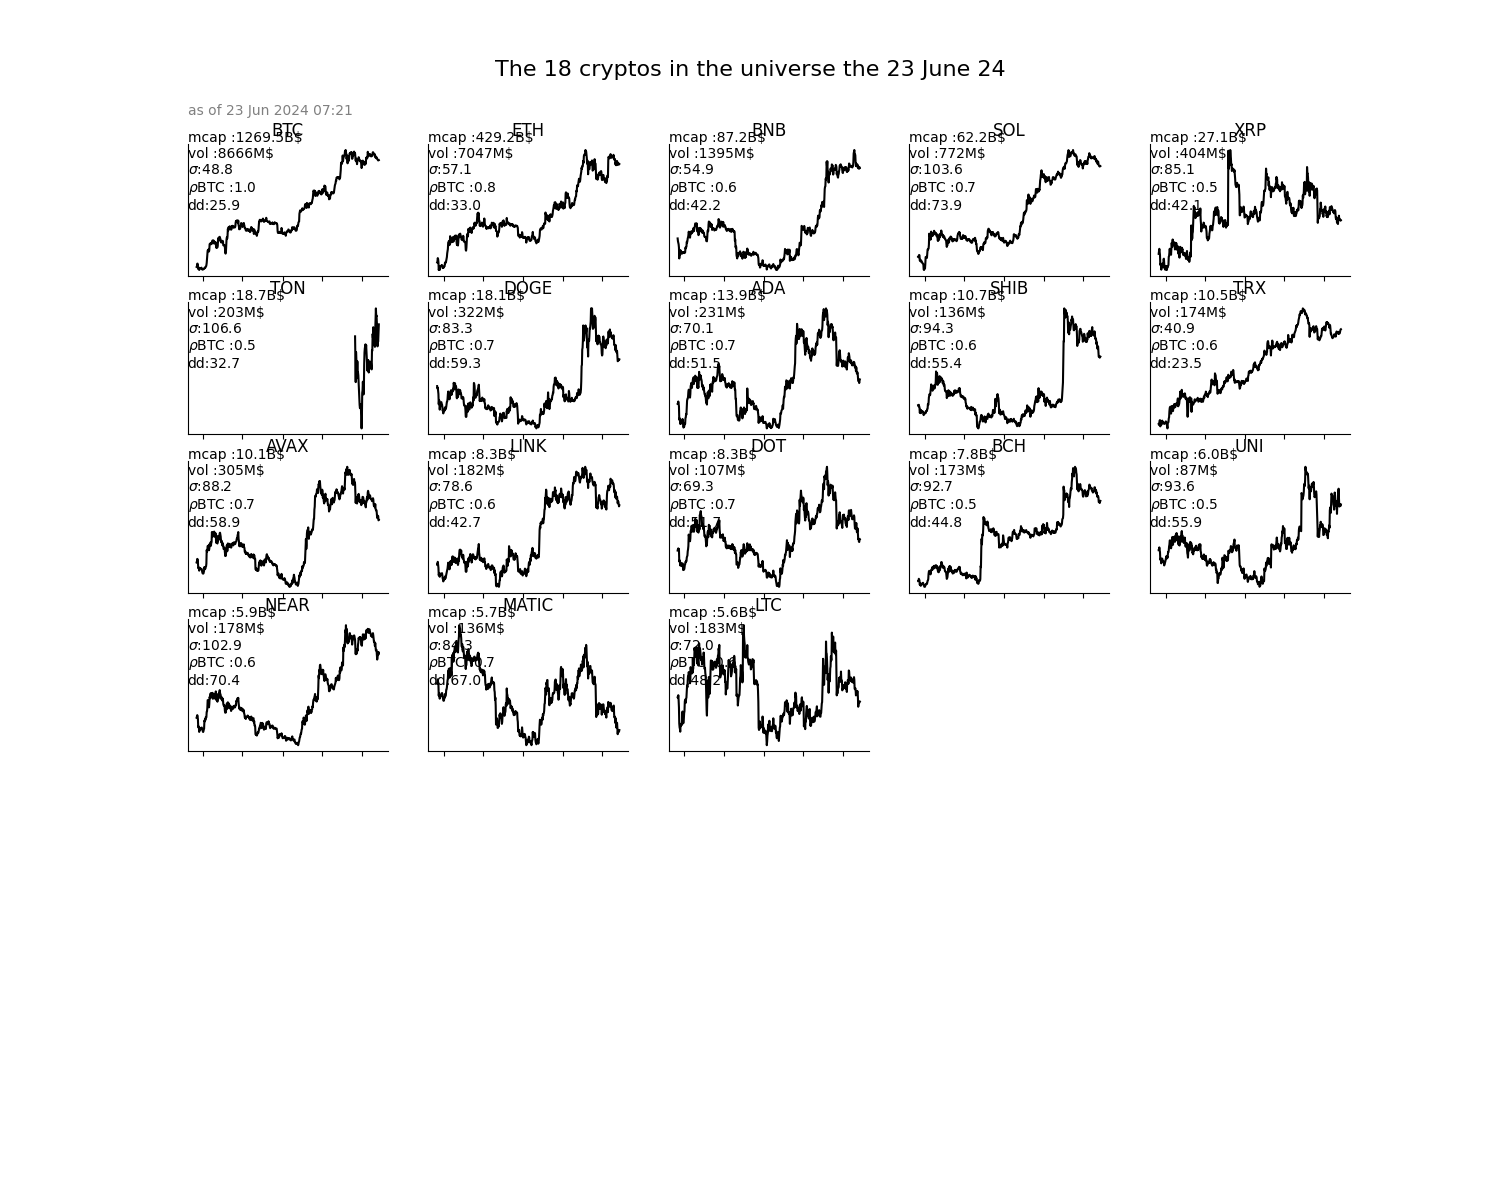 The 18 cryptos in the universe the 23 June 24
as of 23 Jun 2024 07:21
BTC
mcap :1269.5B$
vol :8666M$
σ:48.8
ρBTC :1.0
dd:25.9
ETH
mcap :429.2B$
vol :7047M$
σ:57.1
ρBTC :0.8
dd:33.0
BNB
mcap :87.2B$
vol :1395M$
σ:54.9
ρBTC :0.6
dd:42.2
SOL
mcap :62.2B$
vol :772M$
σ:103.6
ρBTC :0.7
dd:73.9
XRP
mcap :27.1B$
vol :404M$
σ:85.1
ρBTC :0.5
dd:42.1
TON
mcap :18.7B$
vol :203M$
σ:106.6
ρBTC :0.5
dd:32.7
DOGE
mcap :18.1B$
vol :322M$
σ:83.3
ρBTC :0.7
dd:59.3
ADA
mcap :13.9B$
vol :231M$
σ:70.1
ρBTC :0.7
dd:51.5
SHIB
mcap :10.7B$
vol :136M$
σ:94.3
ρBTC :0.6
dd:55.4
TRX
mcap :10.5B$
vol :174M$
σ:40.9
ρBTC :0.6
dd:23.5
AVAX
mcap :10.1B$
vol :305M$
σ:88.2
ρBTC :0.7
dd:58.9
LINK
mcap :8.3B$
vol :182M$
σ:78.6
ρBTC :0.6
dd:42.7
DOT
mcap :8.3B$
vol :107M$
σ:69.3
ρBTC :0.7
BCH
mcap :7.8B$
vol :173M$
σ:92.7
ρBTC :0.5
dd:44.8
UNI
mcap :6.0B$
vol :87M$
σ:93.6
ρBTC :0.5
dd:55.9
NEAR
mcap :5.9B$
vol :178M$
σ:102.9
ρBTC :0.6
dd:70.4
MATIC
mcap :5.7B$
vol :136M$
σ:84.3
ρBTC :0.7
dd:67.0
LTC
mcap :5.6B$
vol :183M$
σ:72.0
ρBTC
dd:48.2